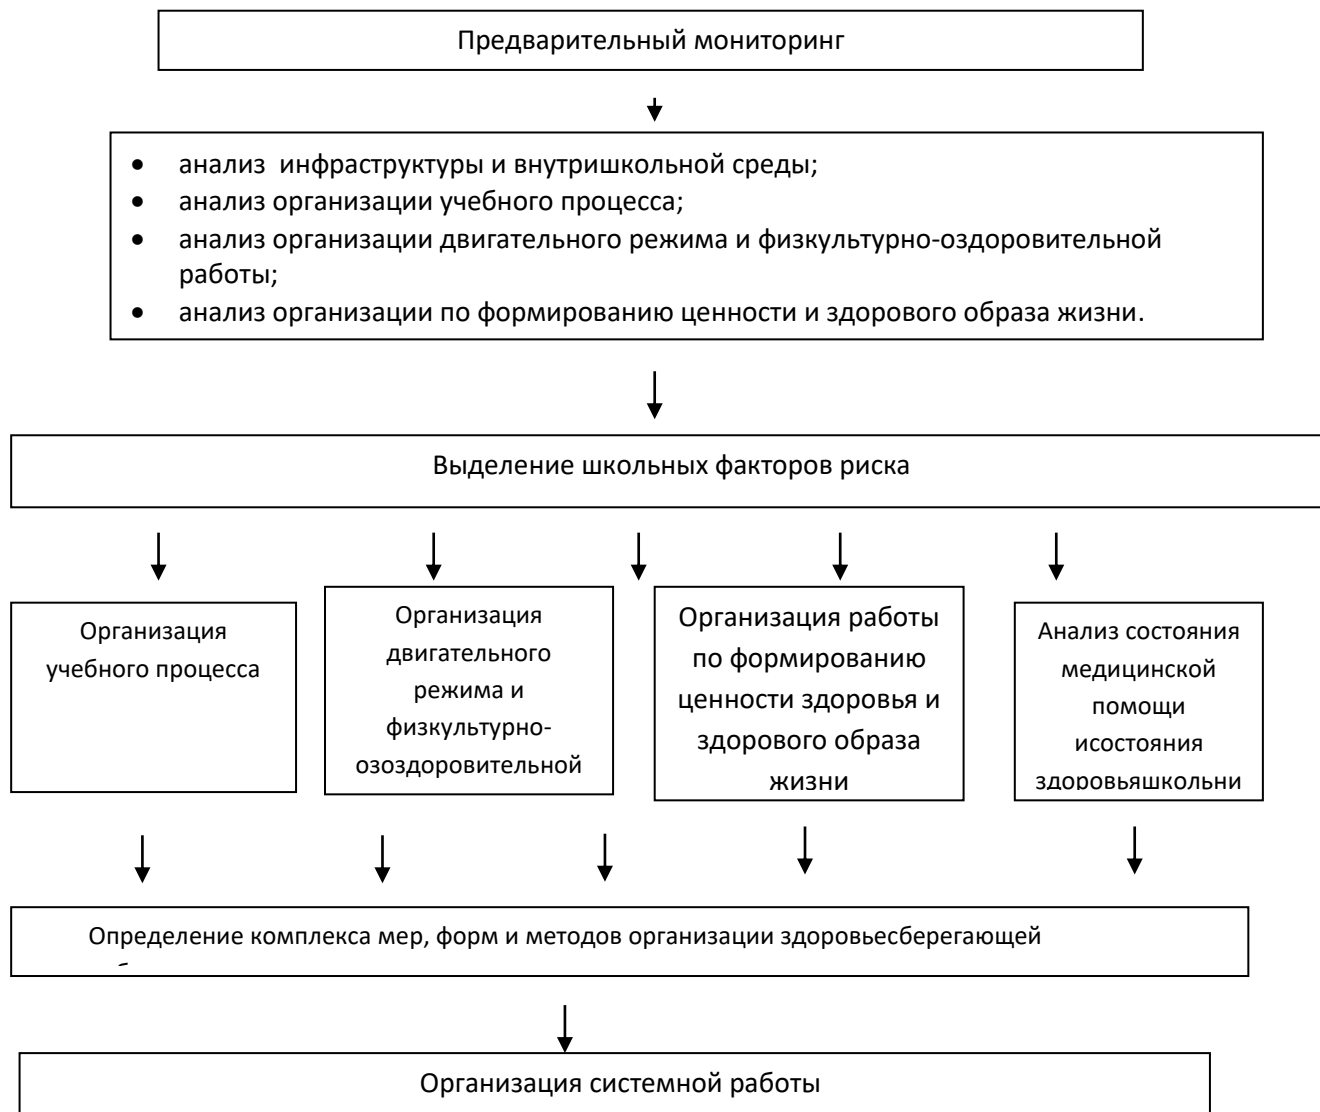 Предварительный мониторинг
• анализ инфраструктуры и внутришкольной среды;
• анализ организации учебного процесса;
• анализ организации двигательного режима и физкультурно-оздоровительной
работы;
• анализ организации по формированию ценности и здорового образа жизни.
Выделение школьных факторов риска
Организация
учебного процесса
Организация
двигательного
режима и
физкультурно-
озоздоровительной
Организация работы
по формированию
ценности здоровья и
здорового образа
жизни
Анализ состояния
медицинской
помощи
исостояния
здоровьяшкольни
Определение комплекса мер, форм и методов организации здоровьесберегающей
Организация системной работы